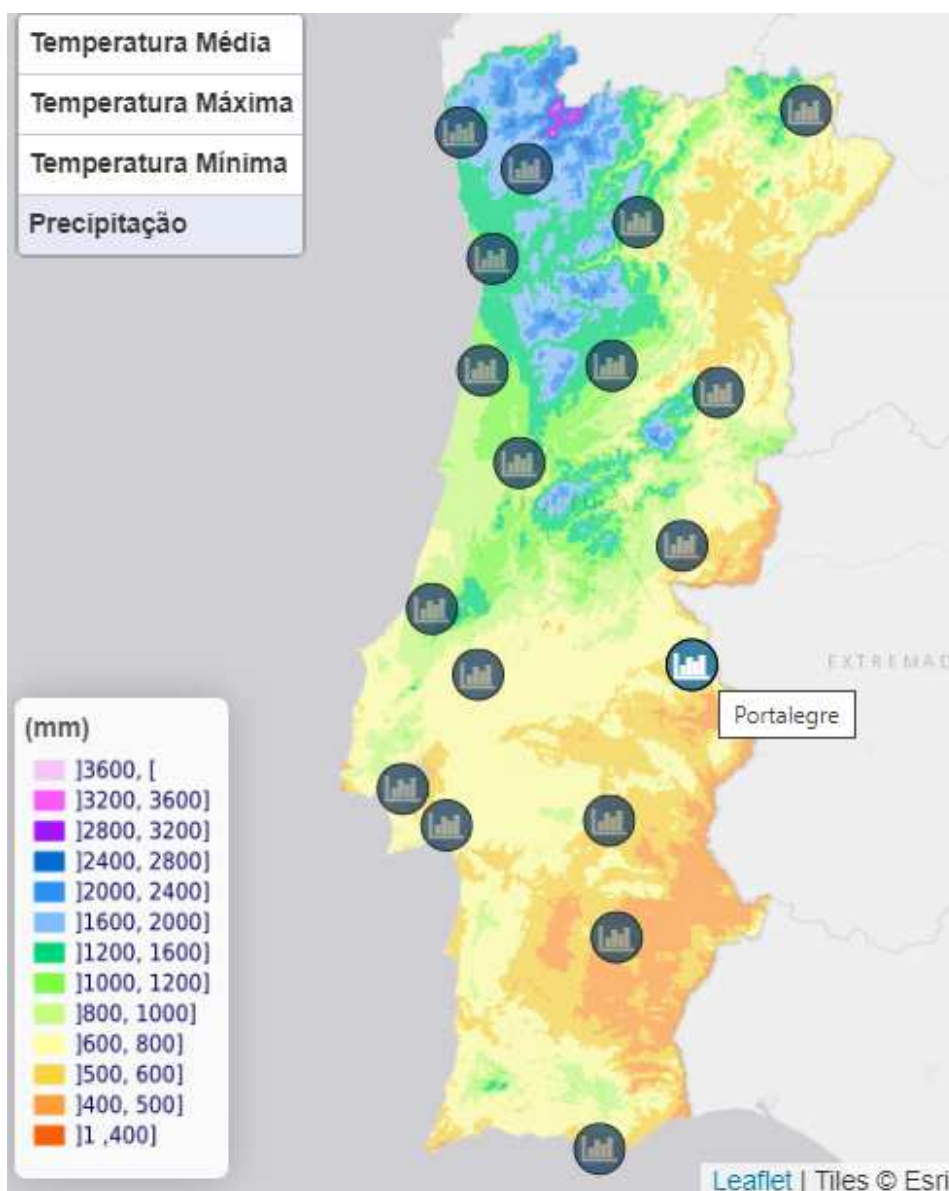 Temperatura Média
Temperatura Máxima
Temperatura Mínima
Precipitação
EXTREMAD
Portalegre
(mm)
]3600, [
]3200, 3600]
]2800, 3200]
]2400, 2800]
]2000, 2400]
]1600, 2000]
]1200, 1600]
]1000, 1200]
]800, 1000]
]600, 800]
]500, 600]
]400, 500]
]1 ,400]
Leaflet | Tiles © Esri